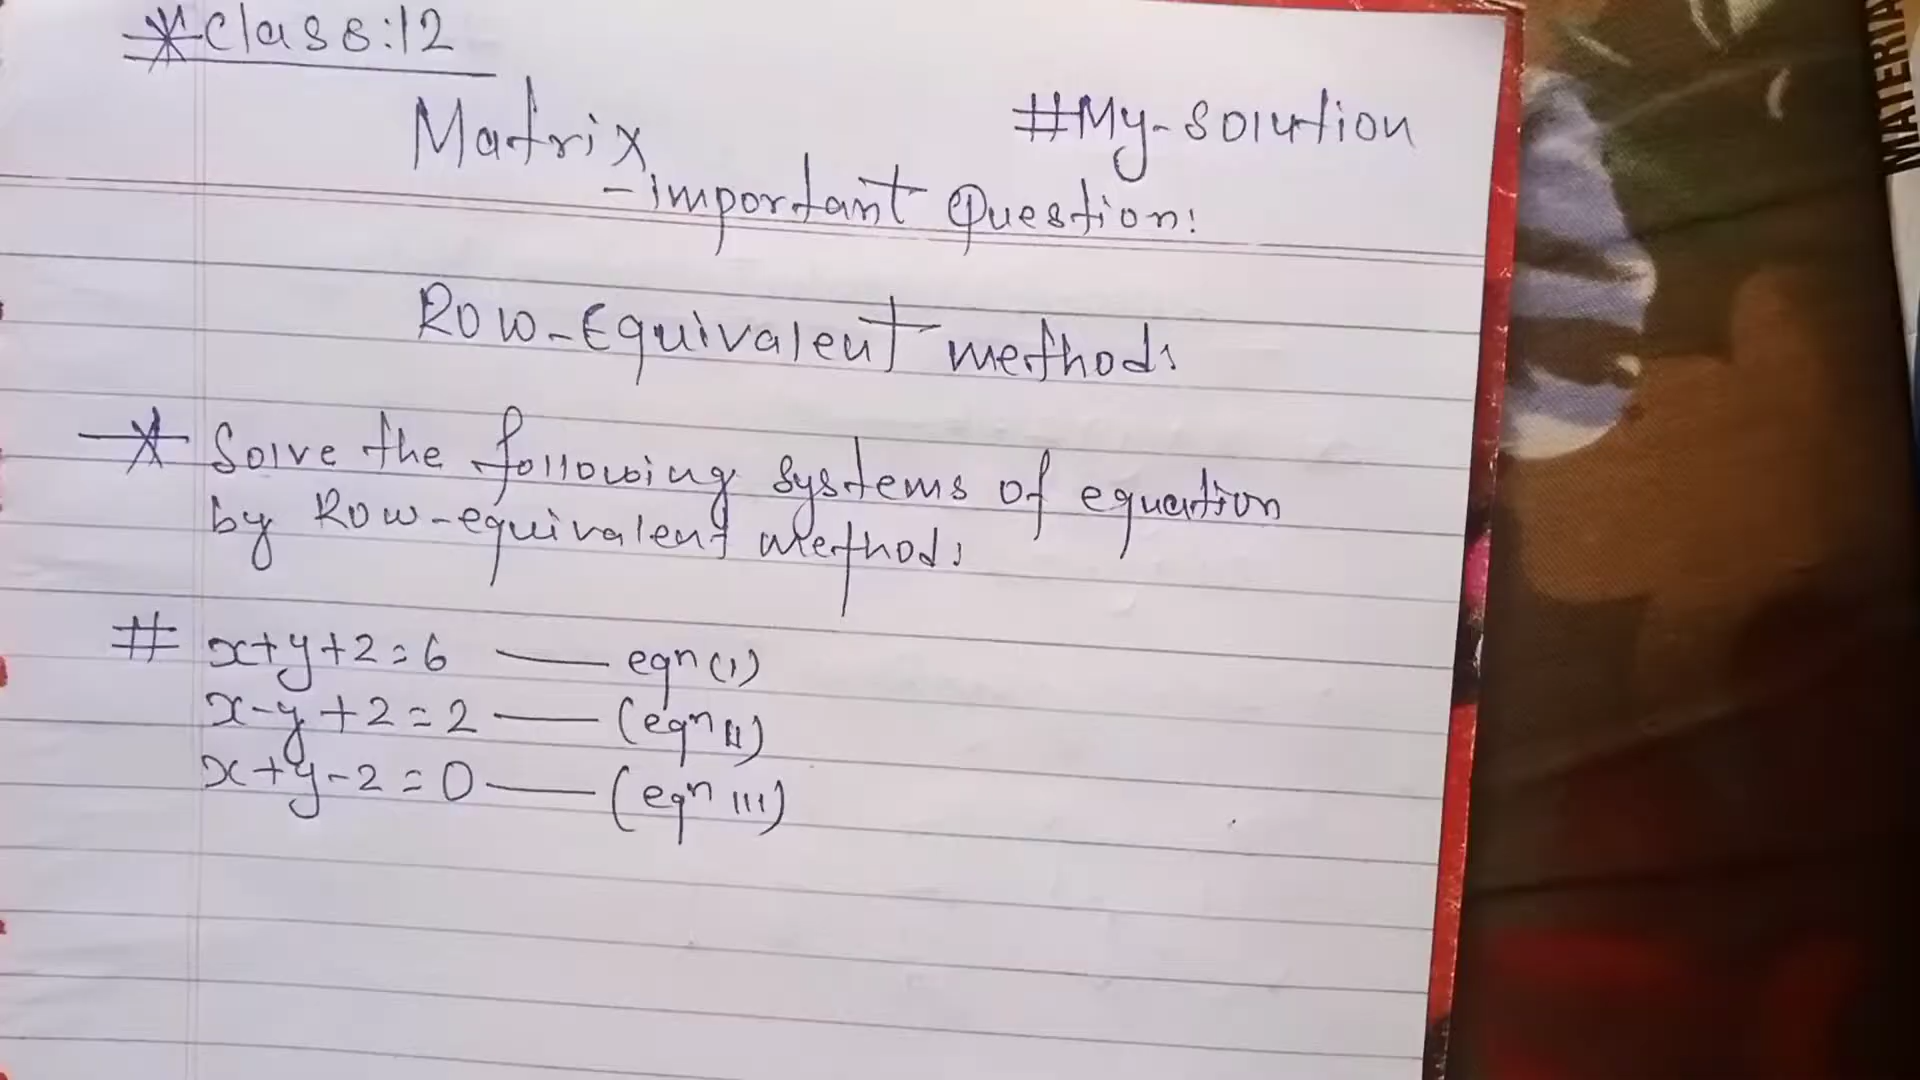 *Class:12
Matrix
#My-solution
-important Question:
Row-Equivalent method:
* Solve the following systems of equation
by Row-equivalent method:
# x+y+z=6 — eqn (i)
x-y+z=2 — (eqn ii)
x+y-z=0 — (eqn iii)
MATERIA